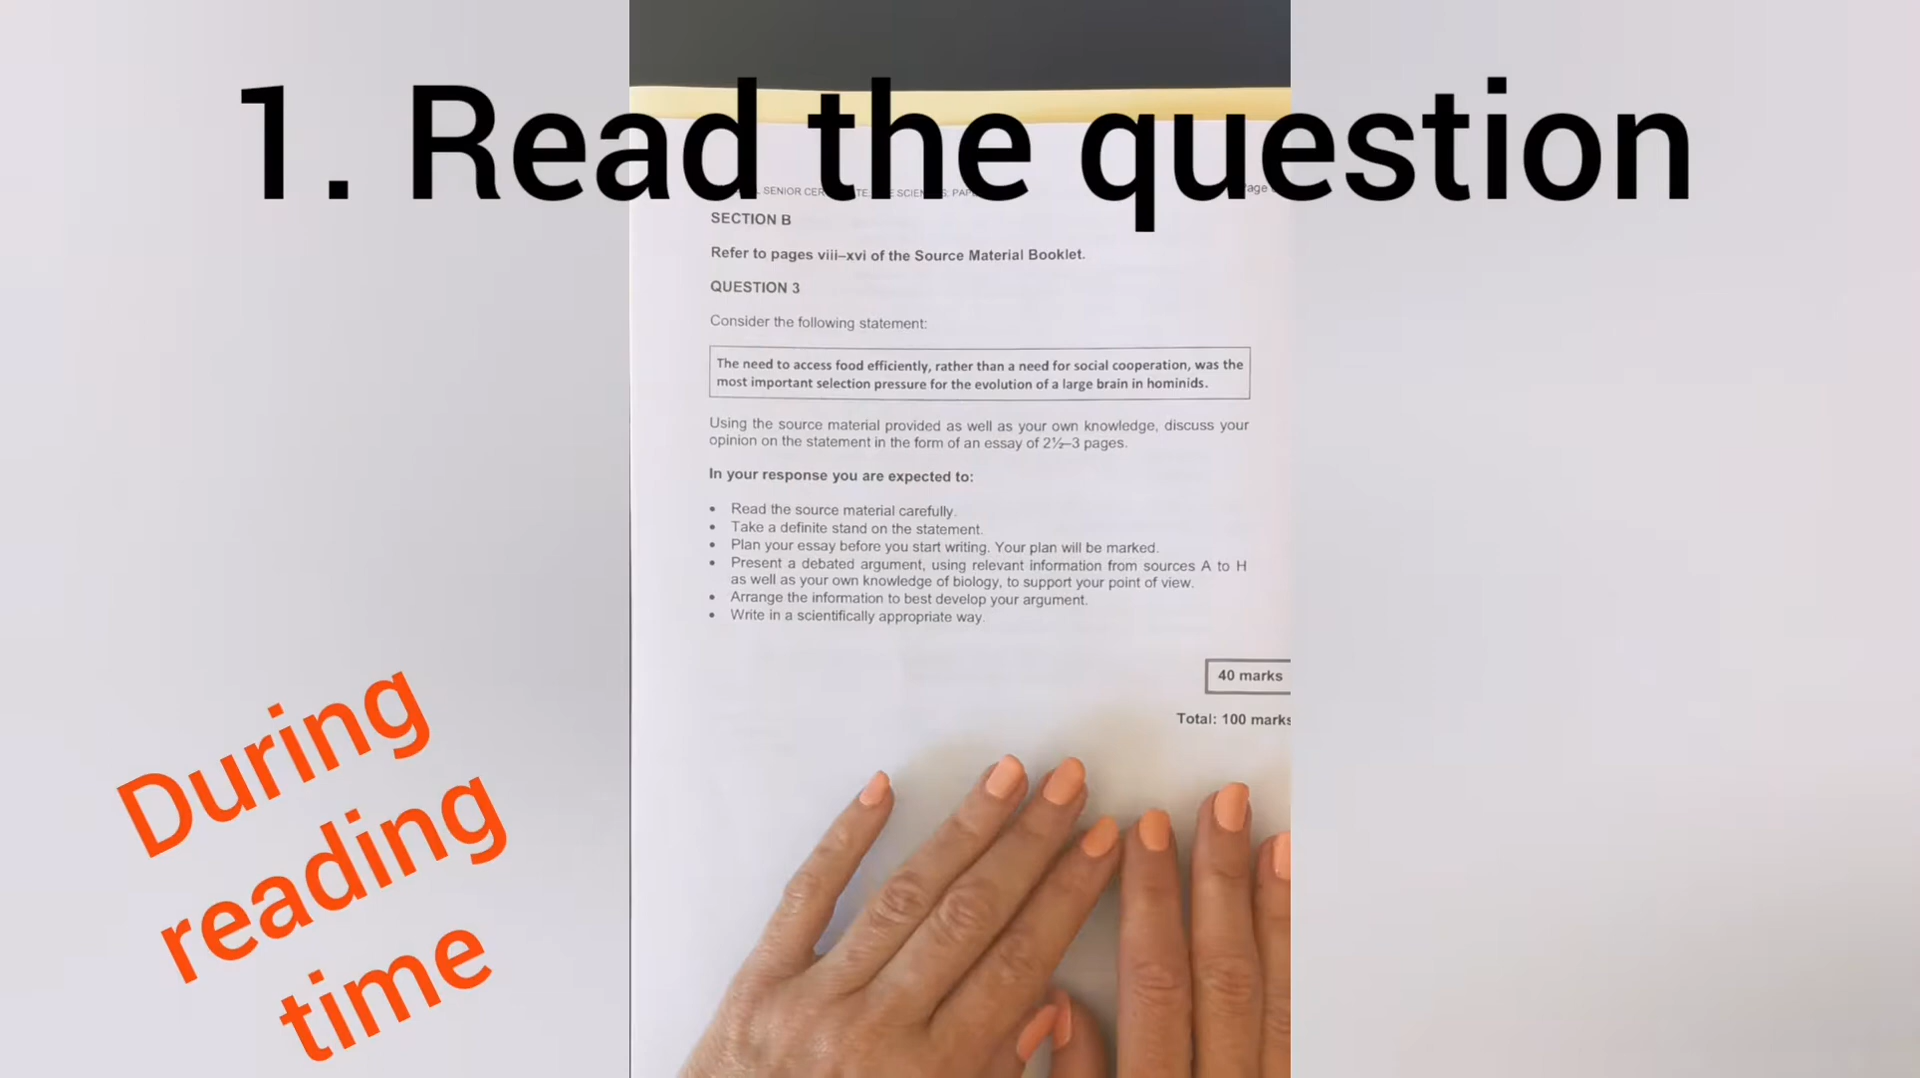 1. Read the question
SENIOR
Page
SECTION B
Refer to pages viii–xvi of the Source Material Booklet.
QUESTION 3
Consider the following statement:
The need to access food efficiently, rather than a need for social cooperation, was the
most important selection pressure for the evolution of a large brain in hominids.
Using the source material provided as well as your own knowledge, discuss your
opinion on the statement in the form of an essay of 2½–3 pages.
In your response you are expected to:
• Read the source material carefully.
• Take a definite stand on the statement.
• Plan your essay before you start writing. Your plan will be marked.
• Present a debated argument, using relevant information from sources A to H
as well as your own knowledge of biology, to support your point of view.
• Arrange the information to best develop your argument.
• Write in a scientifically appropriate way.
40 marks
Total: 100 marks
During
reading
time